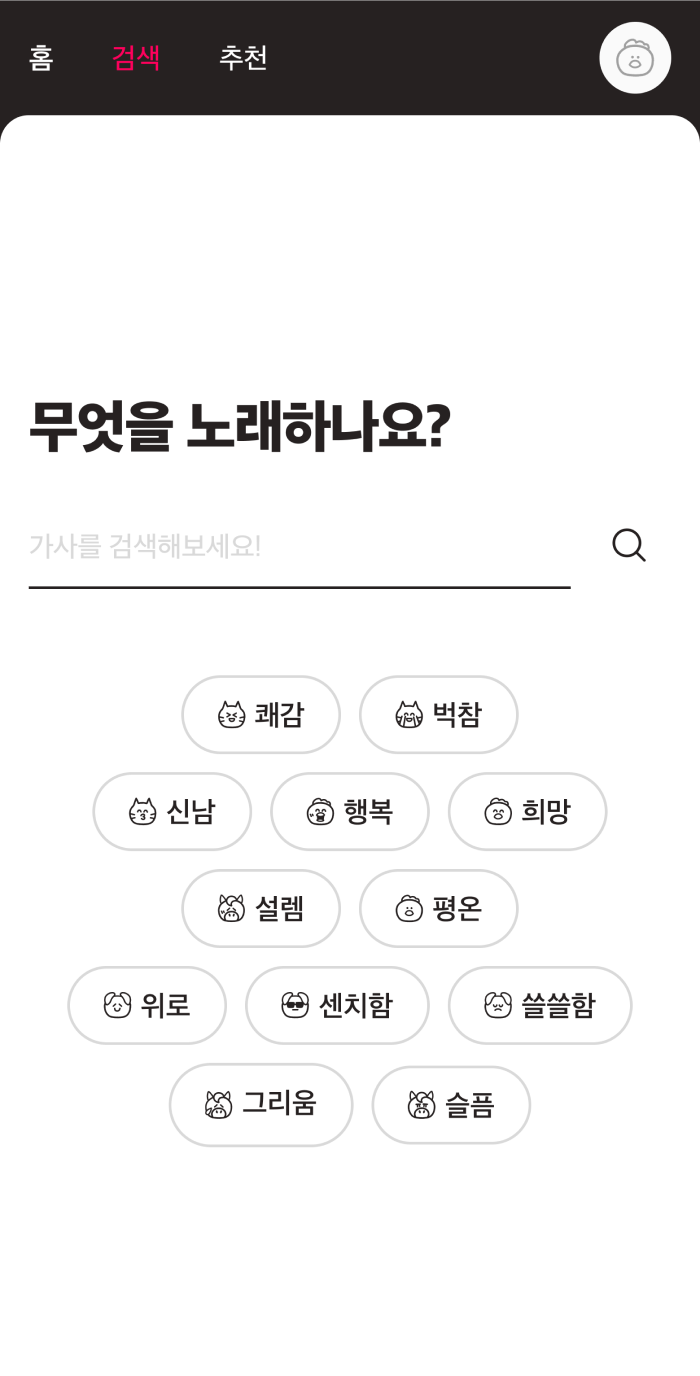 홈 검색 추천
무엇을 노래하나요?
가사를 검색해보세요!
쾌감 벅참
신남 행복 희망
설렘 평온
위로 센치함 쓸쓸함
그리움 슬픔